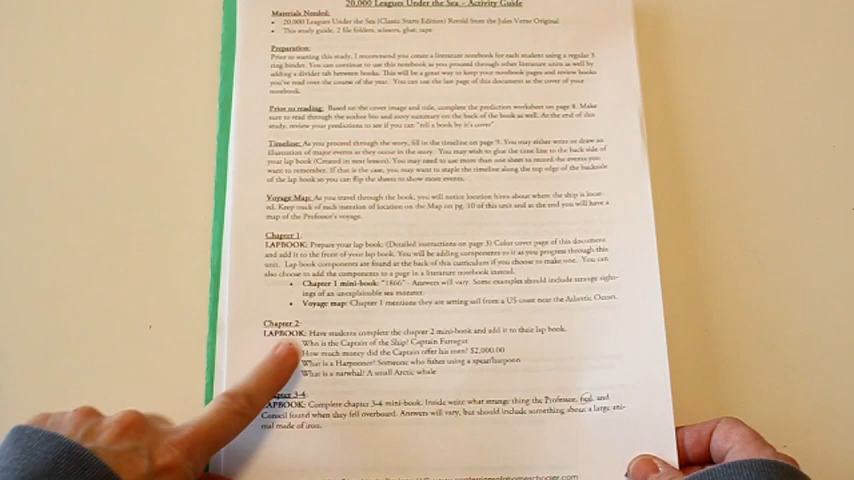 20,000 Leagues Under the Sea - Activity Guide
Materials Needed:
• 20,000 Leagues Under the Sea (Classic Starts Edition) Retold from the Jules Verne Original
• This study guide, 2 file folders, scissors, glue, tape
Preparation:
Prior to starting this study, I recommend you create a literature notebook for each student using a regular 3
ring binder. You can continue to use this notebook as you proceed through other literature units as well by
adding a divider tab between books. This will be a great way to keep your notebook pages and review books
you've read over the course of the year. You can use the last page of this document as the cover of your
notebook.
Prior to reading: Based on the cover image and title, complete the prediction worksheet on page 8. Make
sure to read through the author bio and story summary on the back of the book as well. At the end of this
study, review your predictions to see if you can "tell a book by it's cover".
Timeline: As you proceed through the story, fill in the timeline on page 9. You may either write or draw an
illustration of major events as they occur in the story. You may wish to glue the time line to the back side of
your lap book (Created in next lesson). You may need to use more than one sheet to record the events you
want to remember. If that is the case, you may want to staple the timeline along the top edge of the backside
of the lap book so you can flip the sheets to show more events.
Voyage Map: As you travel through the book, you will notice location hints about where the ship is locat-
ed. Keep track of each mention of location on the Map on pg. 10 of this unit and at the end you will have a
map of the Professor's voyage.
Chapter 1:
LAPBOOK: Prepare your lap book. (Detailed instructions on page 3) Color cover page of this document
and add it to the front of your lap book. You will be adding components to it as you progress through this
unit. Lap book components are found at the back of this curriculum if you choose to make one. You can
also choose to add the components to a page in a literature notebook instead.
• Chapter 1 mini-book: "1866" - Answers will vary. Some examples should include strange sight-
ings of an unexplainable sea monster.
• Voyage map: Chapter 1 mentions they are setting sail from a US coast near the Atlantic Ocean.
Chapter 2:
LAPBOOK: Have students complete the chapter 2 mini-book and add it to their lap book.
Who is the Captain of the Ship? Captain Farragut
How much money did the Captain offer his men? $2,000.00
What is a Harpooner? Someone who fishes using a spear/harpoon
What is a narwhal? A small Arctic whale
3-4
LAPBOOK: Complete chapter 3-4 mini-book. Inside write what strange thing the Professor, Ned, and
Conseil found when they fell overboard. Answers will vary, but should include something about a large ani-
mal made of iron.